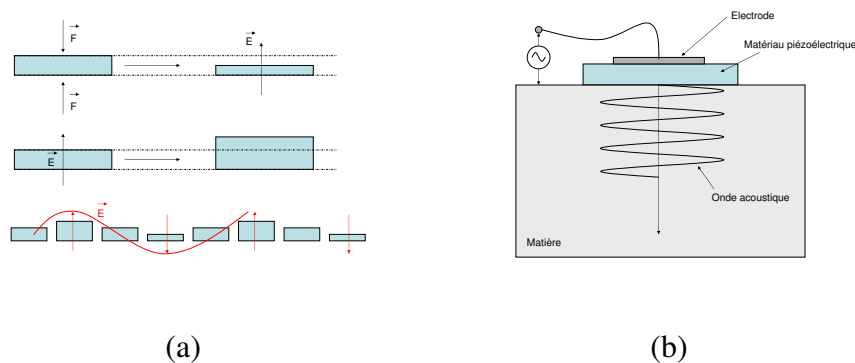 F
E
F
E
E
(a)
Electrode
Matériau piézoélectrique
Onde acoustique
Matière
(b)